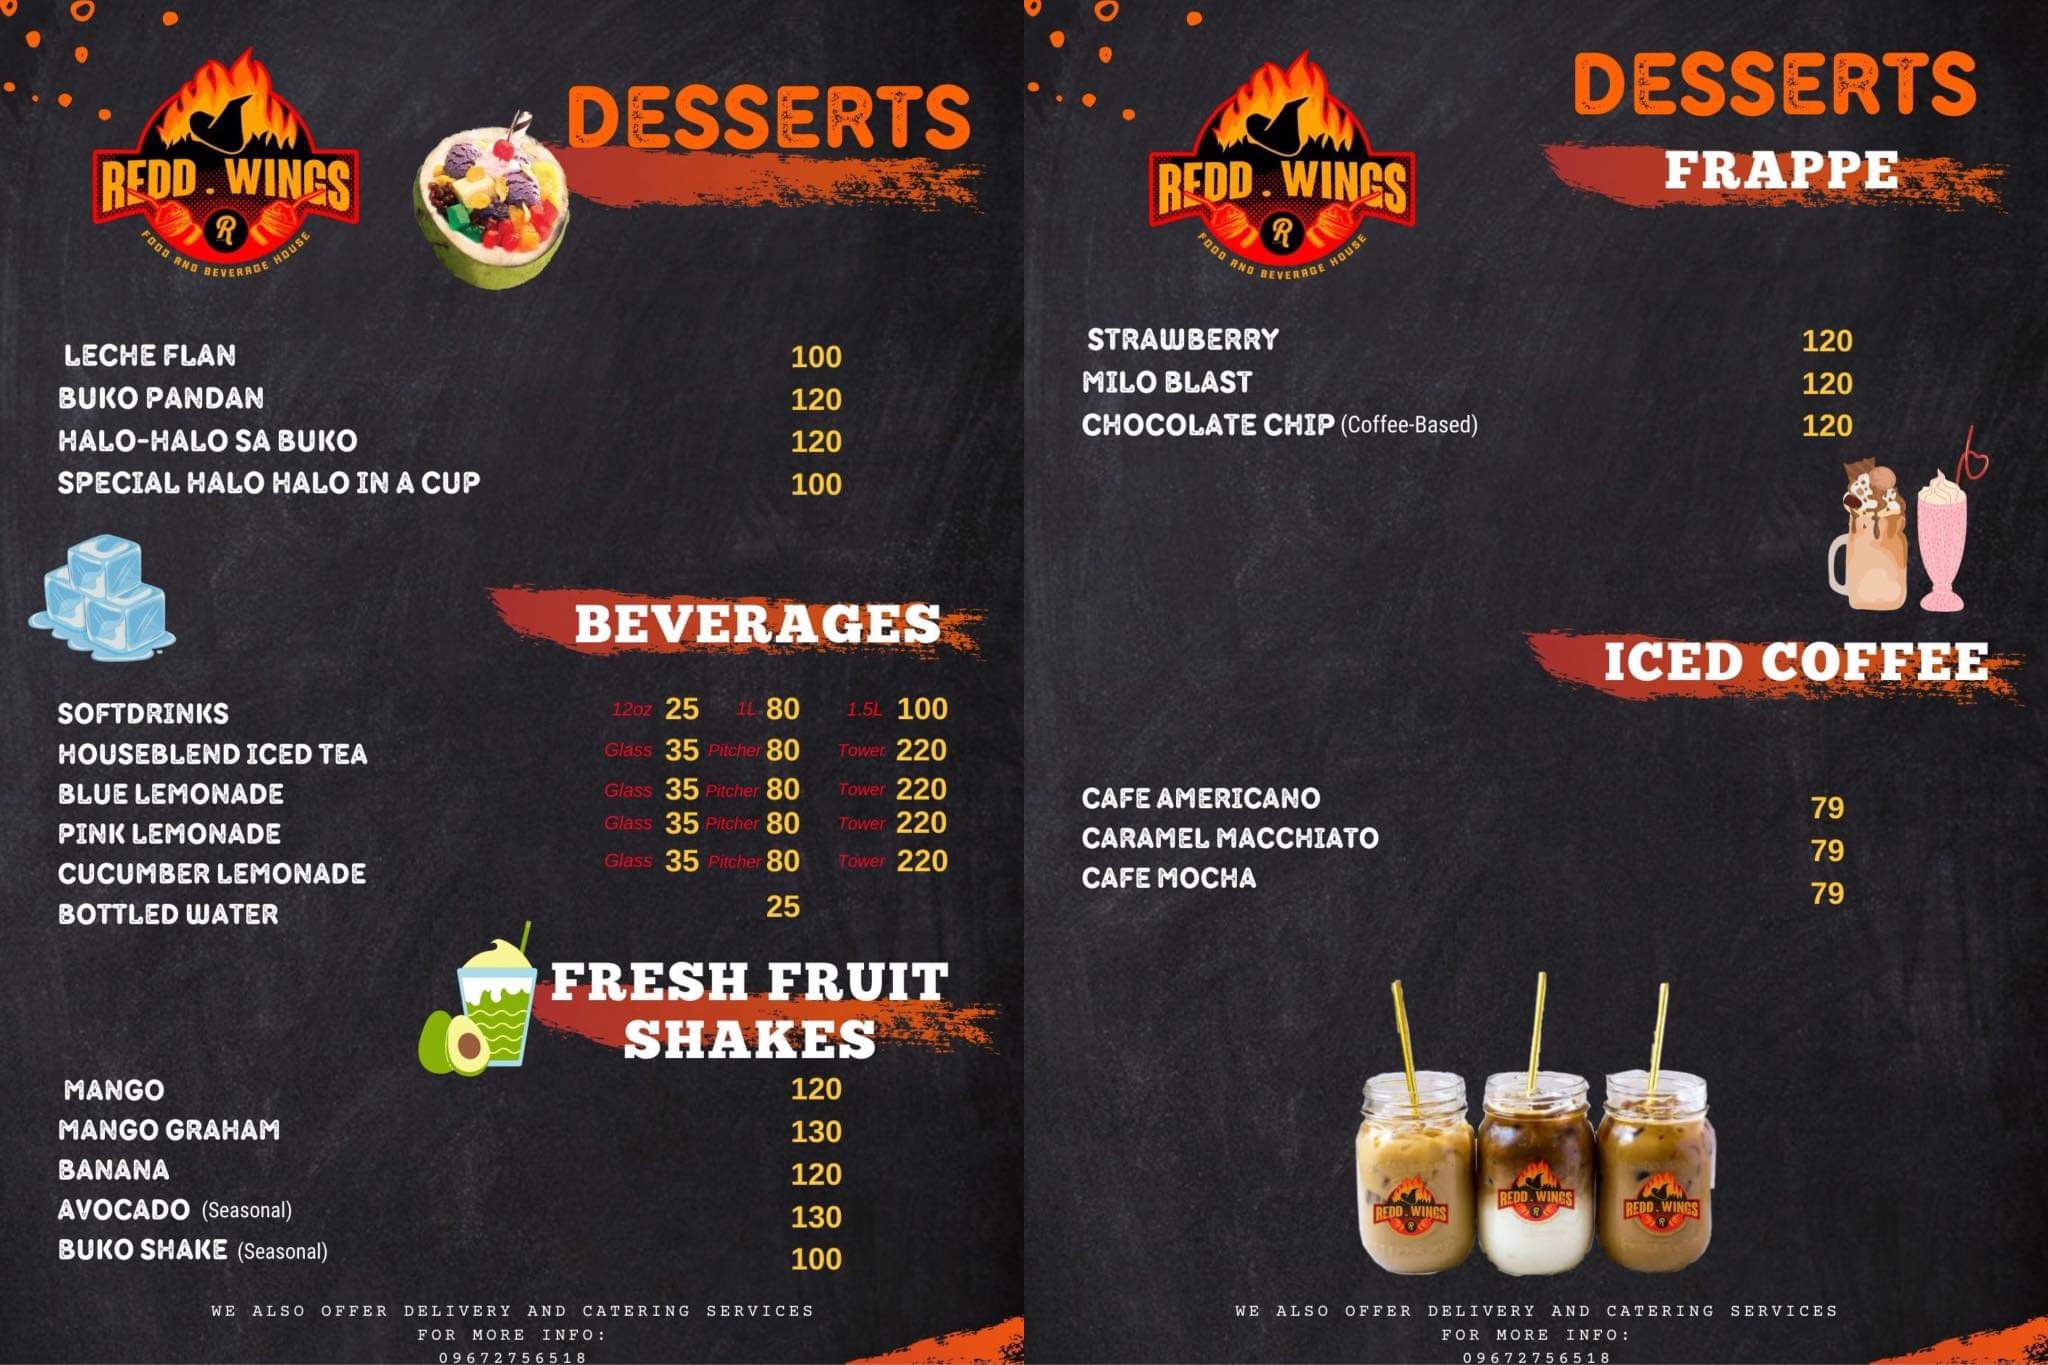 DESSERTS
REDD.WINGS
R
FOOD AND BEVERAGE HOUSE
LECHE FLAN 100
BUKO PANDAN 120
HALO-HALO SA BUKO 120
SPECIAL HALO HALO IN A CUP 100
BEVERAGES
SOFTDRINKS 12oz 25 1L 80 1.5L 100
HOUSEBLEND ICED TEA Glass 35 Pitcher 80 Tower 220
BLUE LEMONADE Glass 35 Pitcher 80 Tower 220
PINK LEMONADE Glass 35 Pitcher 80 Tower 220
CUCUMBER LEMONADE Glass 35 Pitcher 80 Tower 220
BOTTLED WATER 25
FRESH FRUIT
SHAKES
MANGO 120
MANGO GRAHAM 130
BANANA 120
AVOCADO (Seasonal) 130
BUKO SHAKE (Seasonal) 100
WE ALSO OFFER DELIVERY AND CATERING SERVICES
FOR MORE INFO:
09672756518
DESSERTS
FRAPPE
REDD.WINGS
R
FOOD AND BEVERAGE HOUSE
STRAWBERRY 120
MILO BLAST 120
CHOCOLATE CHIP (Coffee-Based) 120
ICED COFFEE
CAFE AMERICANO 79
CARAMEL MACCHIATO 79
CAFE MOCHA 79
REDD.WINGS
REDD.WINGS
REDD.WINGS
WE ALSO OFFER DELIVERY AND CATERING SERVICES
FOR MORE INFO:
09672756518